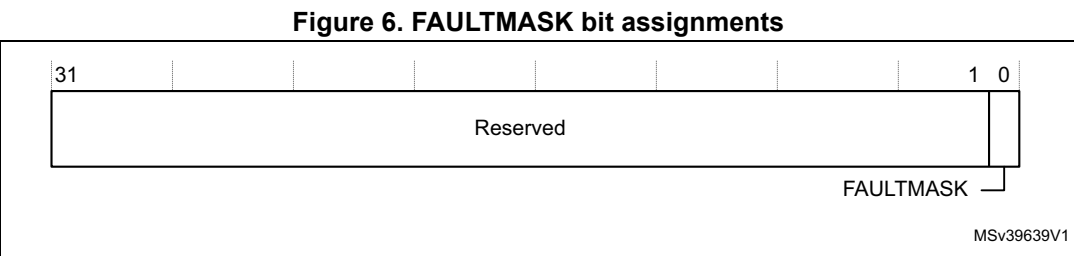 Figure 6. FAULTMASK bit assignments
31 1 0
Reserved
FAULTMASK
MSv39639V1